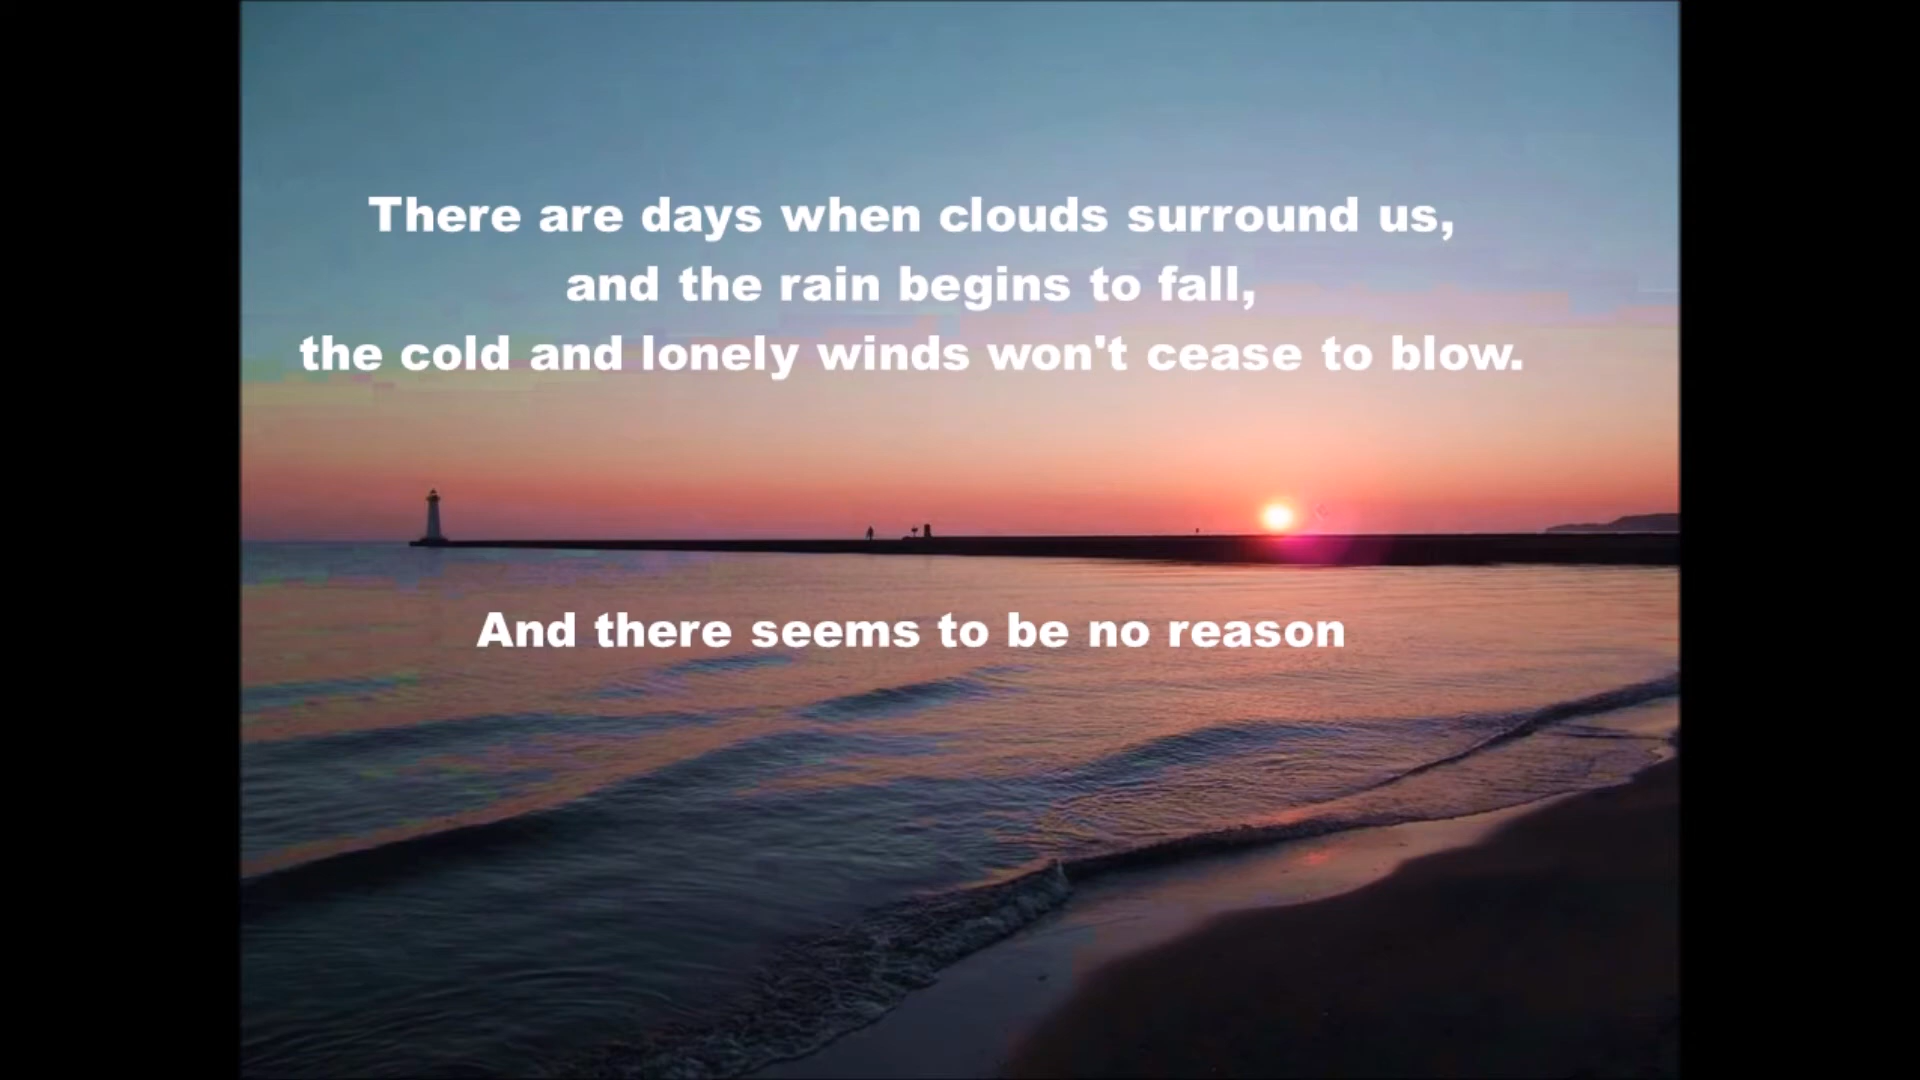 There are days when clouds surround us,
and the rain begins to fall,
the cold and lonely winds won't cease to blow.
And there seems to be no reason